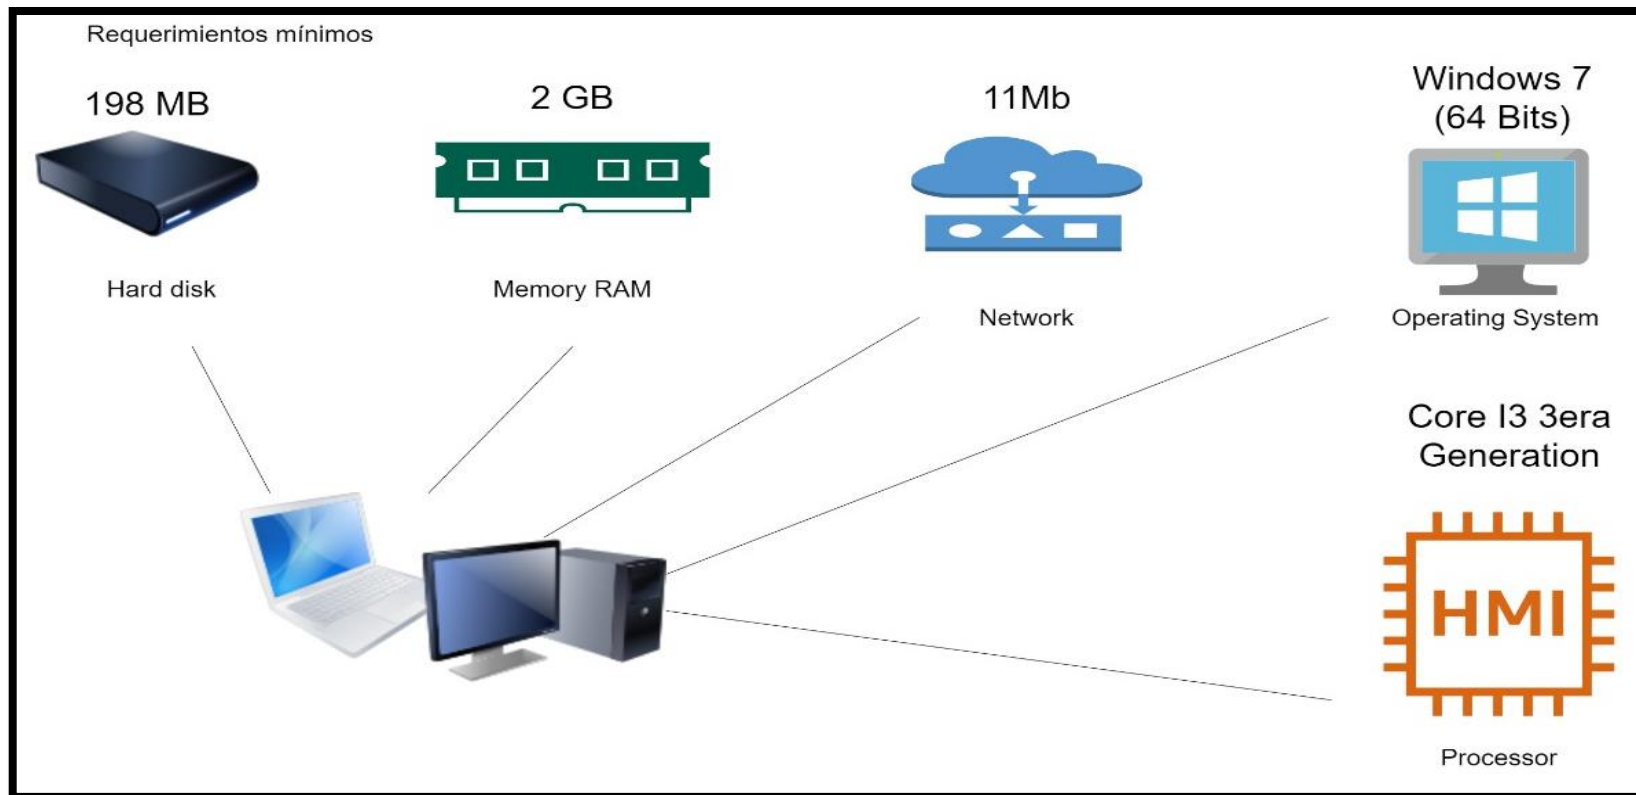 Requerimientos mínimos
198 MB
2 GB
11Mb
Windows 7
(64 Bits)
Hard disk
Memory RAM
Network
Operating System
Core I3 3era
Generation
HMI
Processor